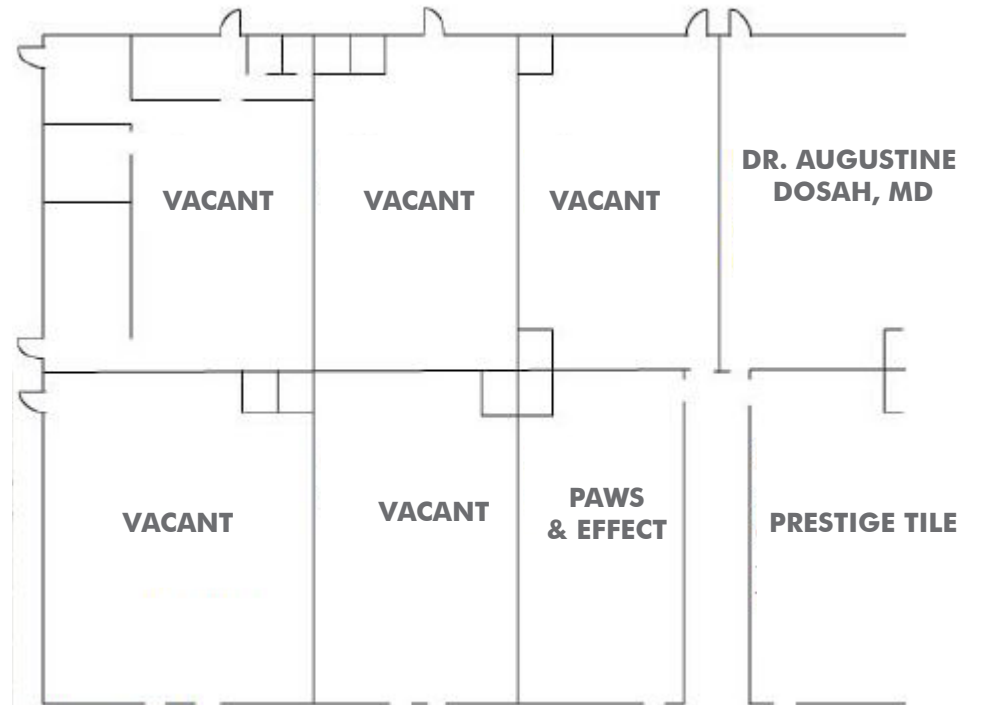 VACANT
VACANT
VACANT
DR. AUGUSTINE
DOSAH, MD
VACANT
VACANT
PAWS
& EFFECT
PRESTIGE TILE